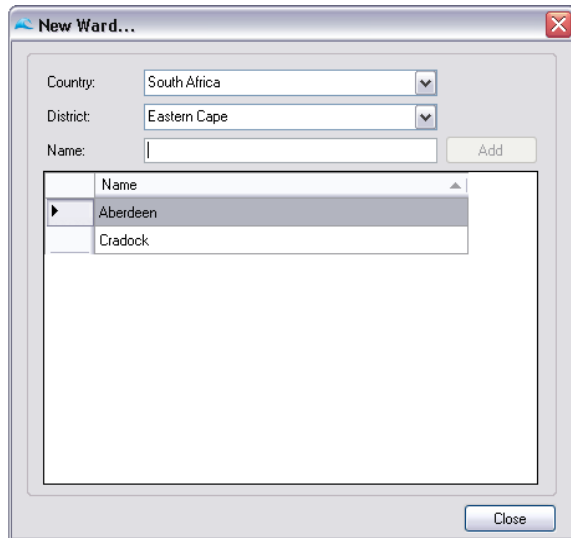 New Ward...
Country: South Africa
District: Eastern Cape
Name: Add
Name
Aberdeen
Cradock
Close